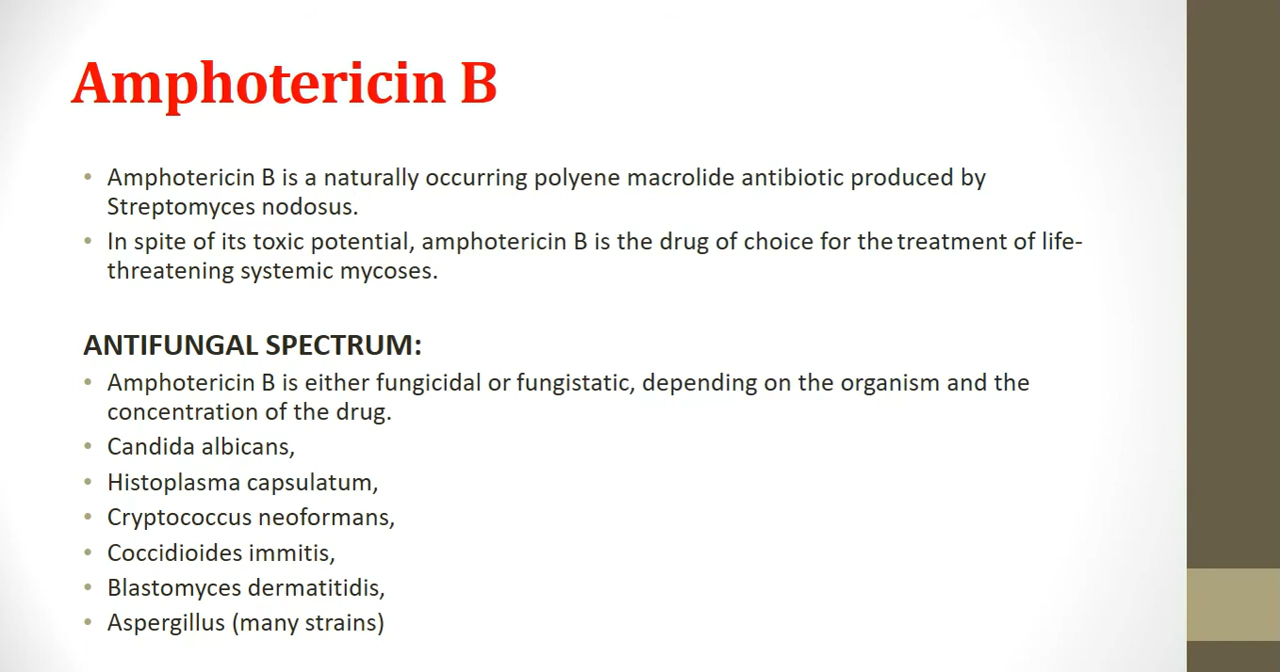 Amphotericin B
• Amphotericin B is a naturally occurring polyene macrolide antibiotic produced by
Streptomyces nodosus.
• In spite of its toxic potential, amphotericin B is the drug of choice for the treatment of life-
threatening systemic mycoses.
ANTIFUNGAL SPECTRUM:
• Amphotericin B is either fungicidal or fungistatic, depending on the organism and the
concentration of the drug.
• Candida albicans,
• Histoplasma capsulatum,
• Cryptococcus neoformans,
• Coccidioides immitis,
• Blastomyces dermatitidis,
• Aspergillus (many strains)